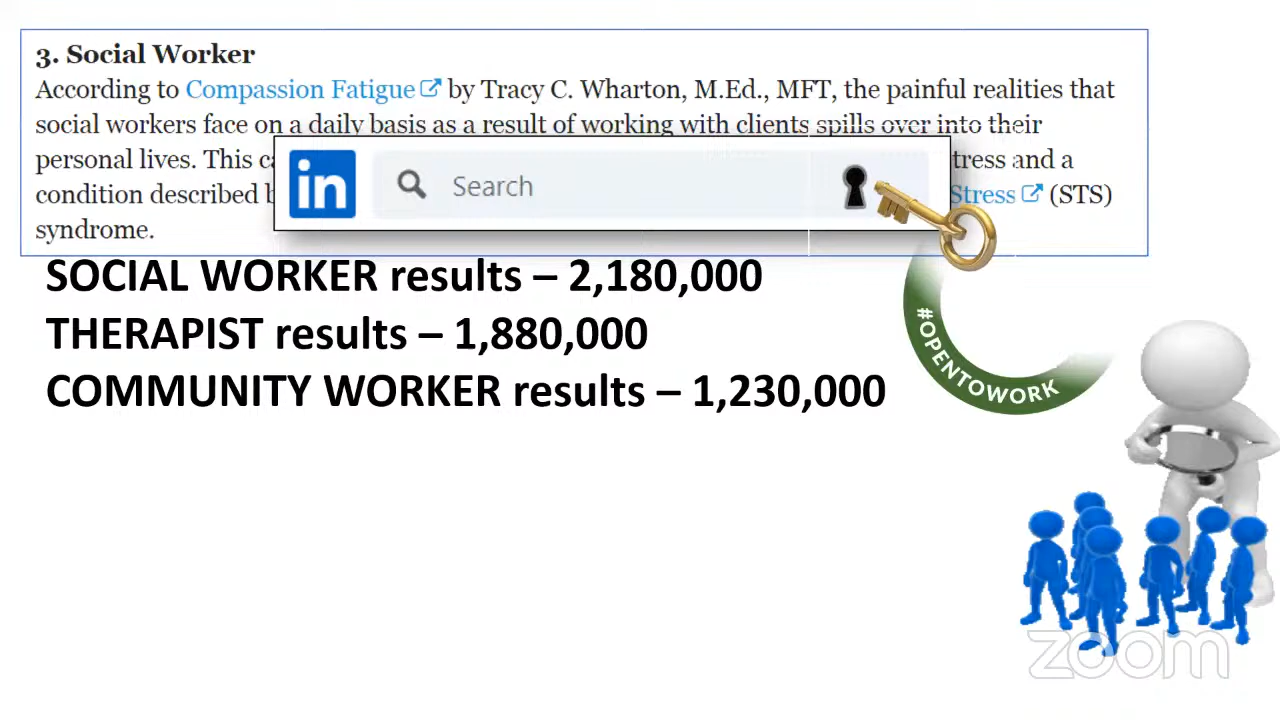 3. Social Worker
According to Compassion Fatigue by Tracy C. Wharton, M.Ed., MFT, the painful realities that
social workers face on a daily basis as a result of working with clients spills over into their
personal lives. This
tress and a
condition described
Stress (STS)
syndrome.
in
Search
SOCIAL WORKER results – 2,180,000
THERAPIST results – 1,880,000
COMMUNITY WORKER results – 1,230,000
#OPENTOWORK
zoom